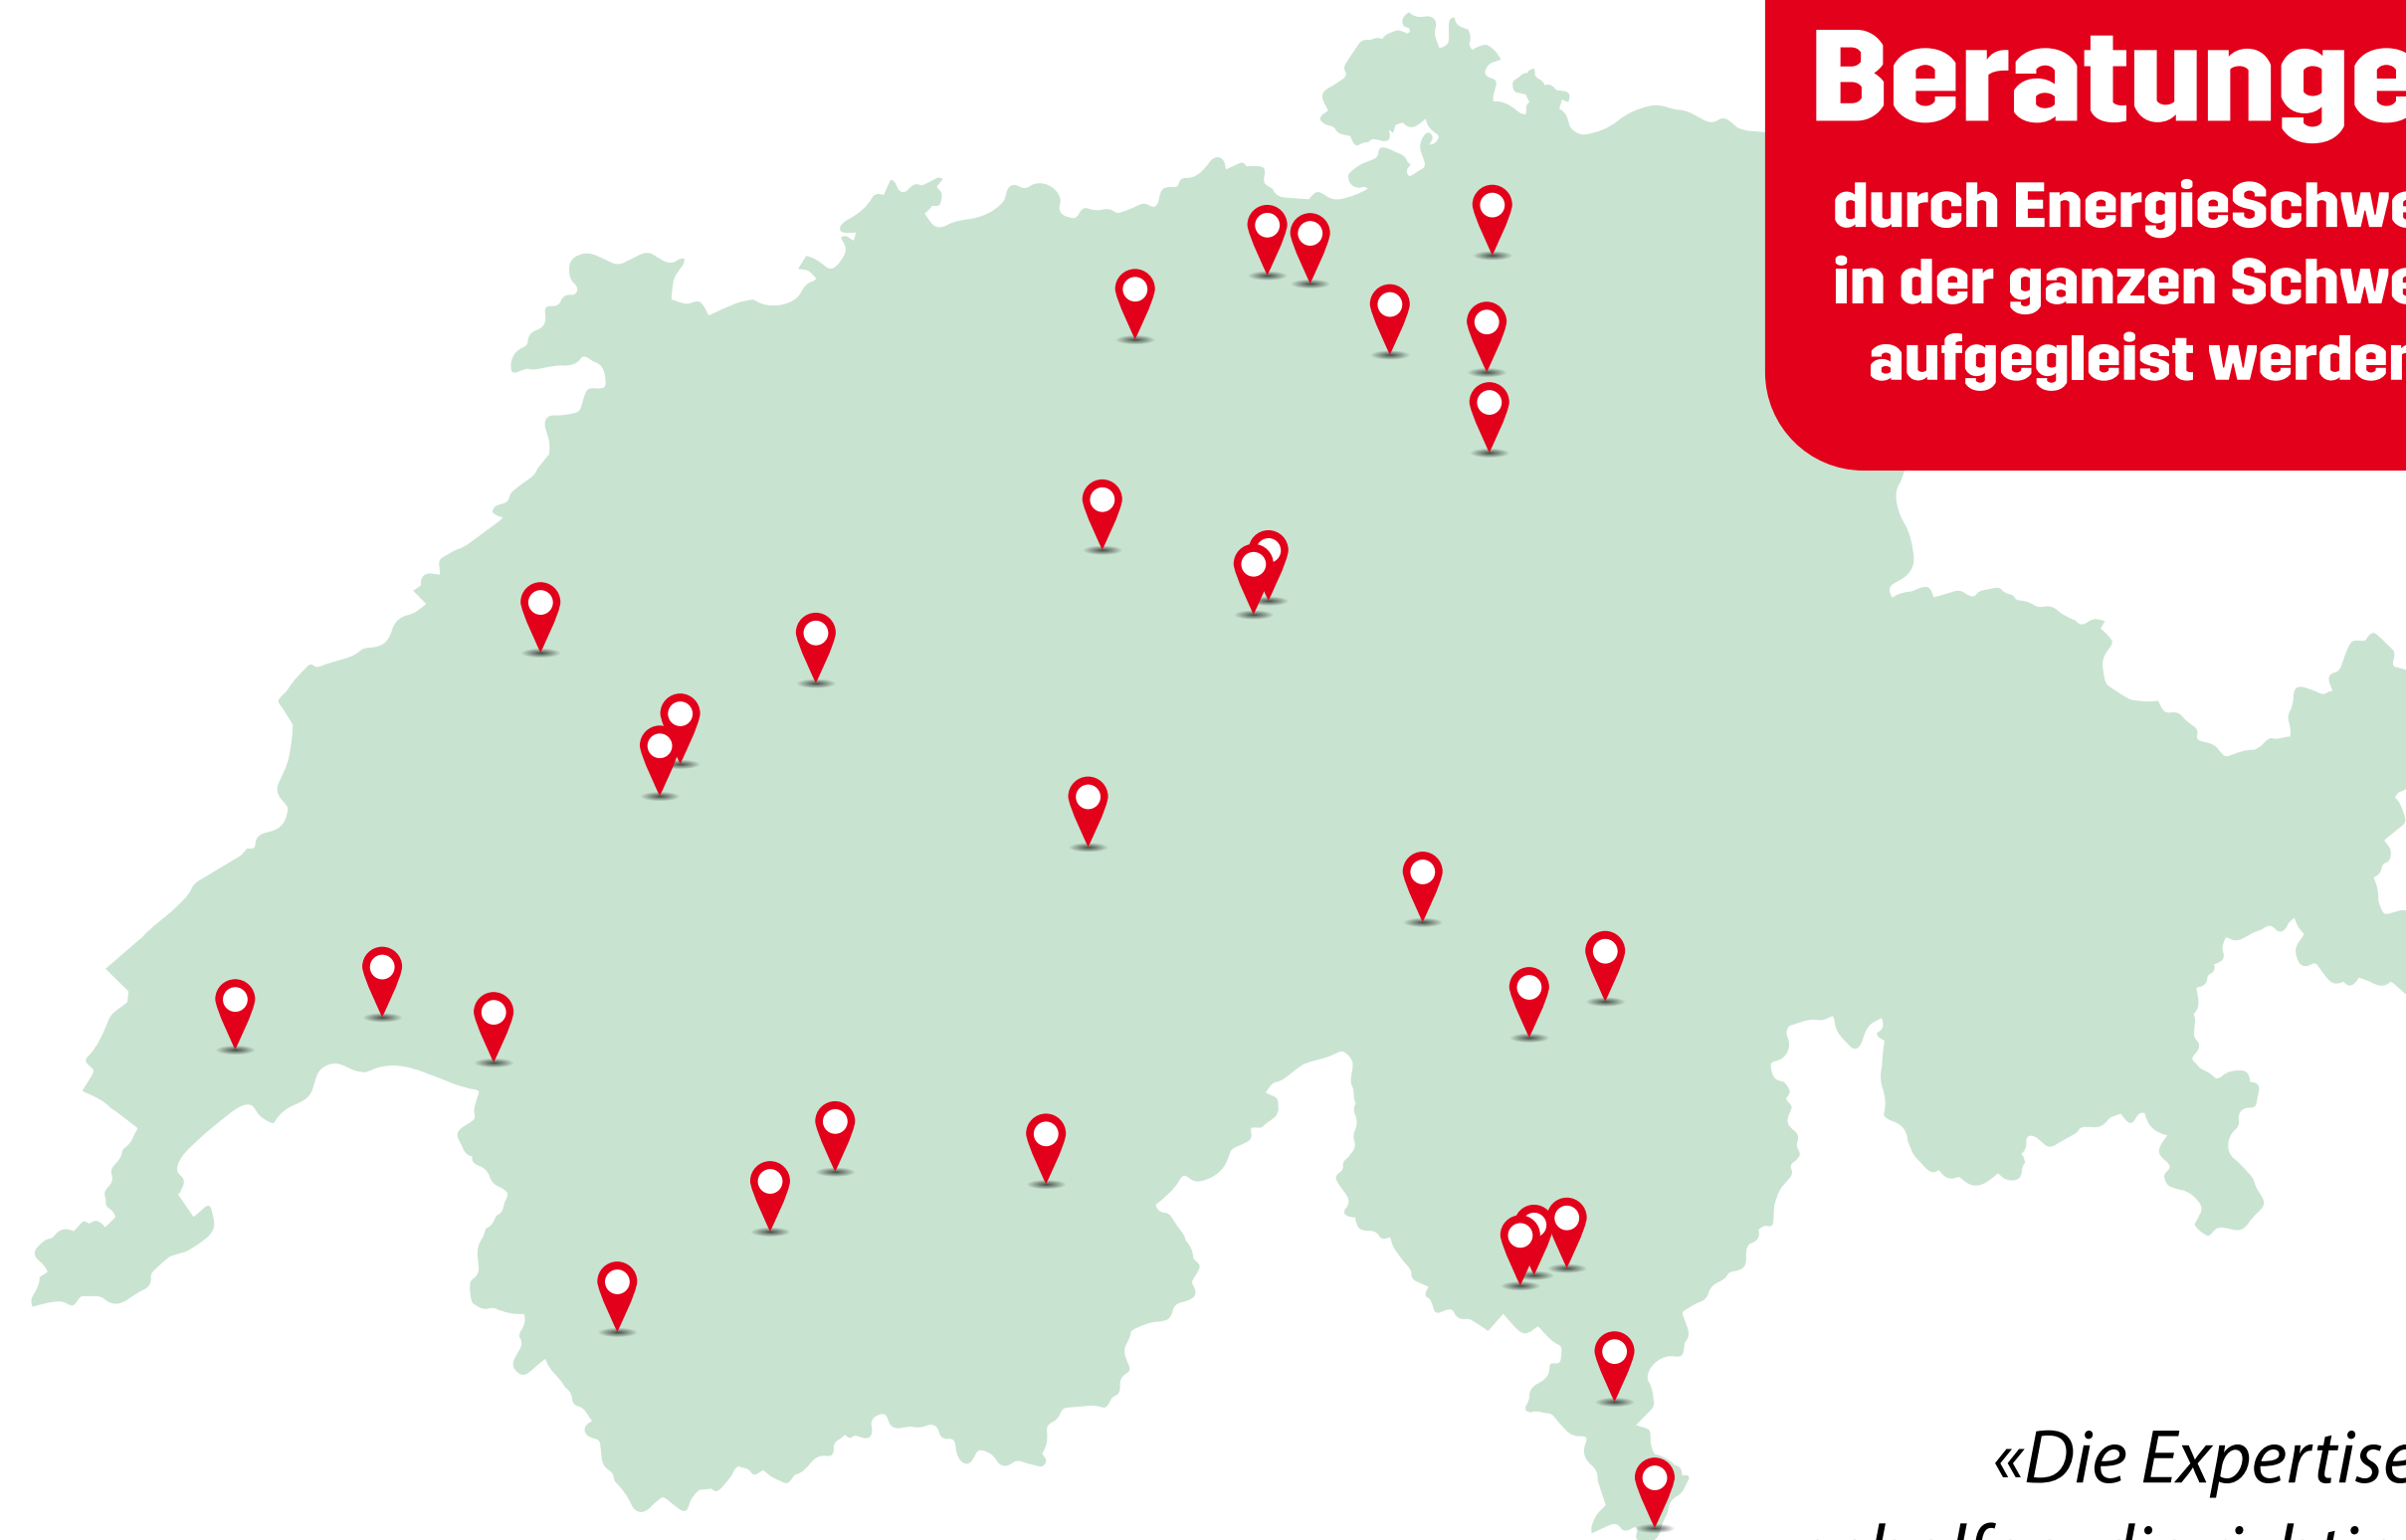 Beratunge
durch EnergieSchwe
in der ganzen Schwe
aufgegleist werden
«Die Expertise